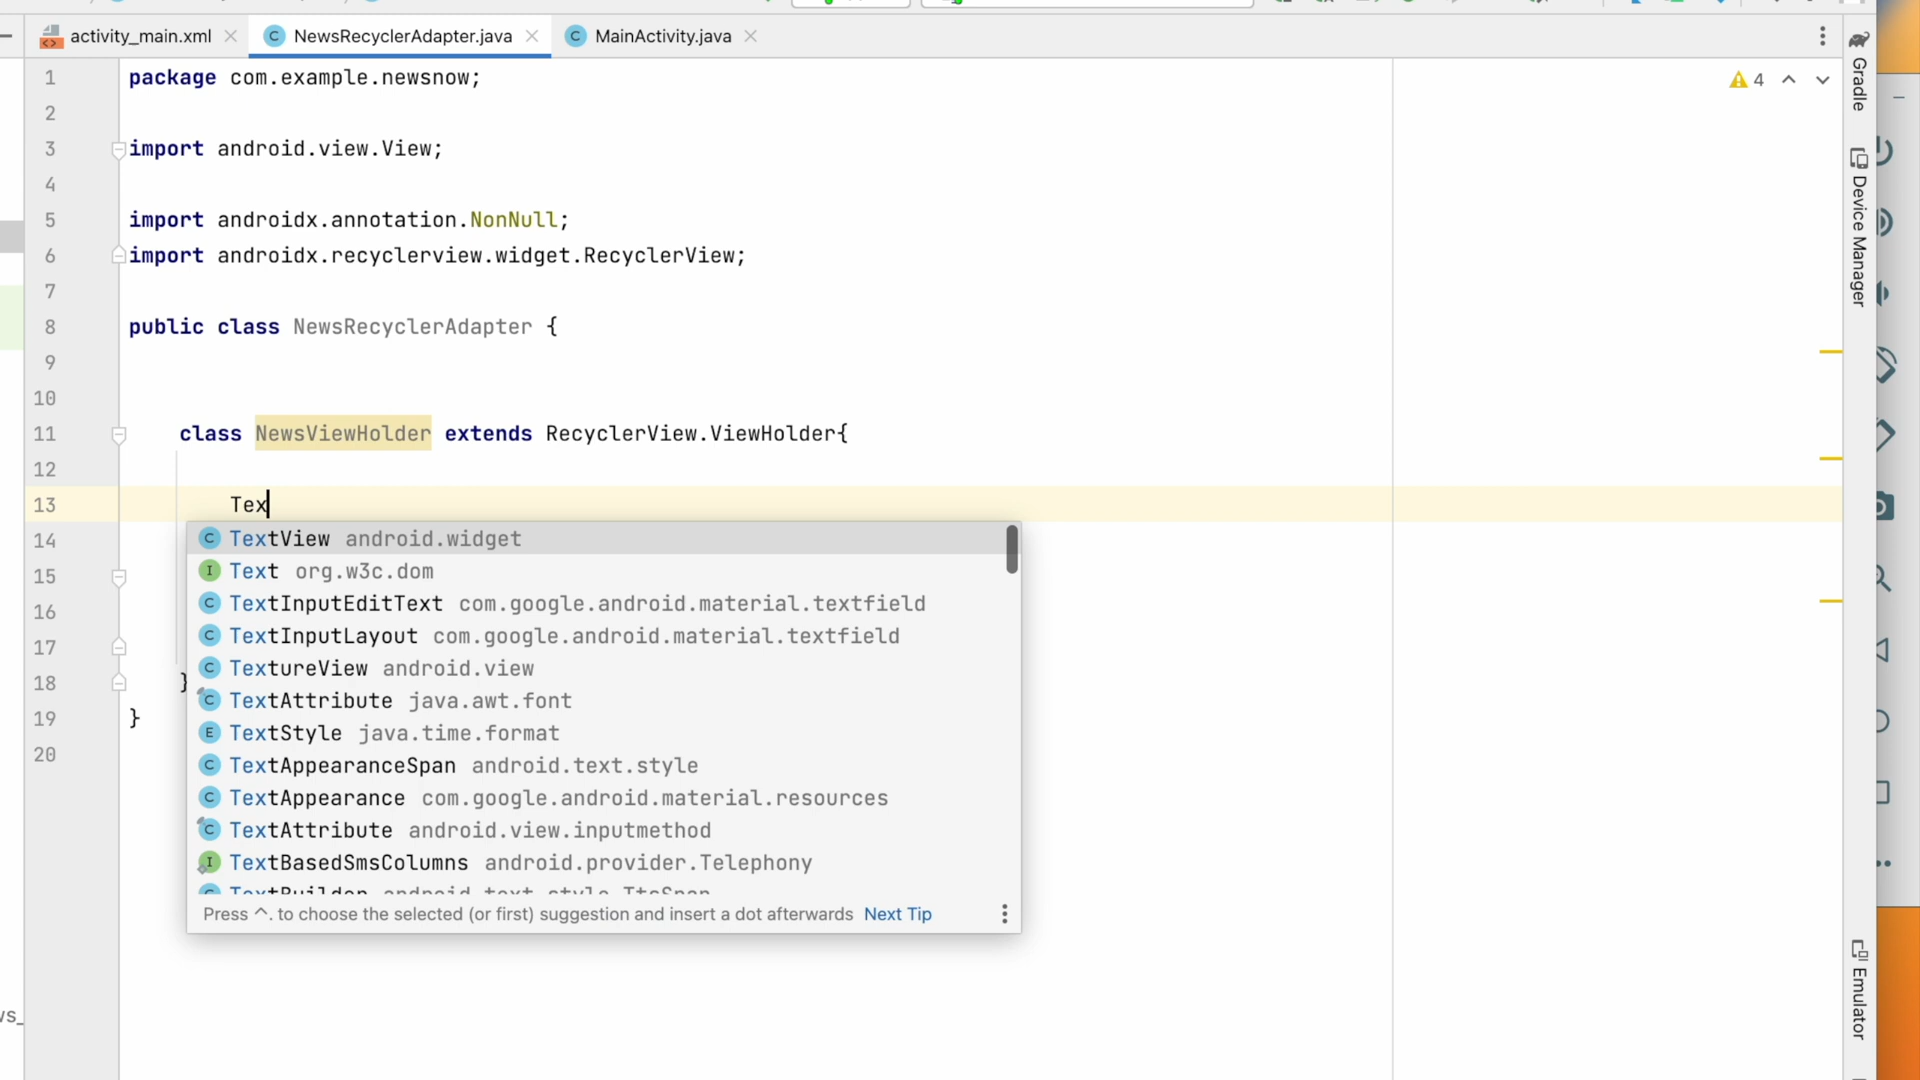 activity_main.xml
NewsRecyclerAdapter.java
MainActivity.java
1 package com.example.newsnow;
4
2
3 import android.view.View;
4
5 import androidx.annotation.NonNull;
6 import androidx.recyclerview.widget.RecyclerView;
7
8 public class NewsRecyclerAdapter {
9
10
11 class NewsViewHolder extends RecyclerView.ViewHolder{
12
13 Tex
14
15
16
17
18 }
19 }
20
TextView android.widget
Text org.w3c.dom
TextInputEditText com.google.android.material.textfield
TextInputLayout com.google.android.material.textfield
TextureView android.view
TextAttribute java.awt.font
TextStyle java.time.format
TextAppearanceSpan android.text.style
TextAppearance com.google.android.material.resources
TextAttribute android.view.inputmethod
TextBasedSmsColumns android.provider.Telephony
TextBuilder android.text.style.TtsSpan
Press ^. to choose the selected (or first) suggestion and insert a dot afterwards Next Tip
Gradle
Device Manager
Emulator